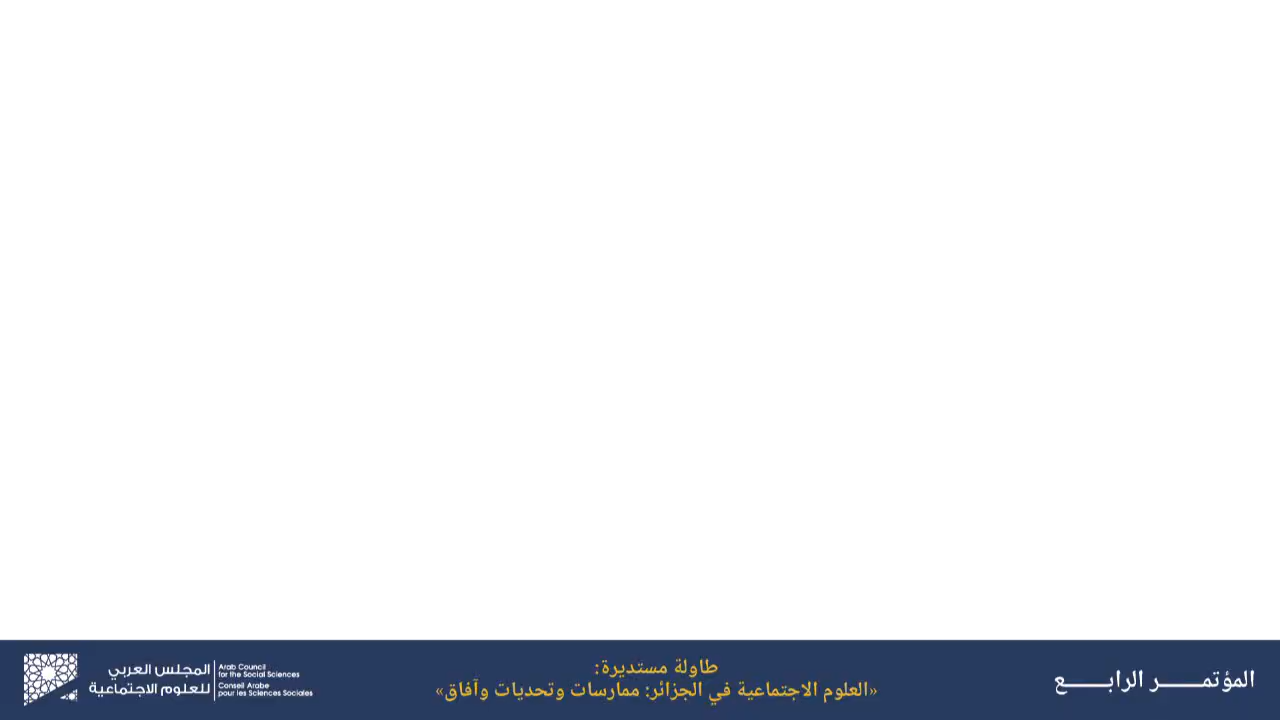 المؤتمـــــر الرابـــــع
طاولة مستديرة:
«العلوم الاجتماعية في الجزائر: ممارسات وتحديات وآفاق»
المجلس العربي
للعلوم الاجتماعية
Arab Council
for the Social Sciences
Conseil Arabe
pour les Sciences Sociales